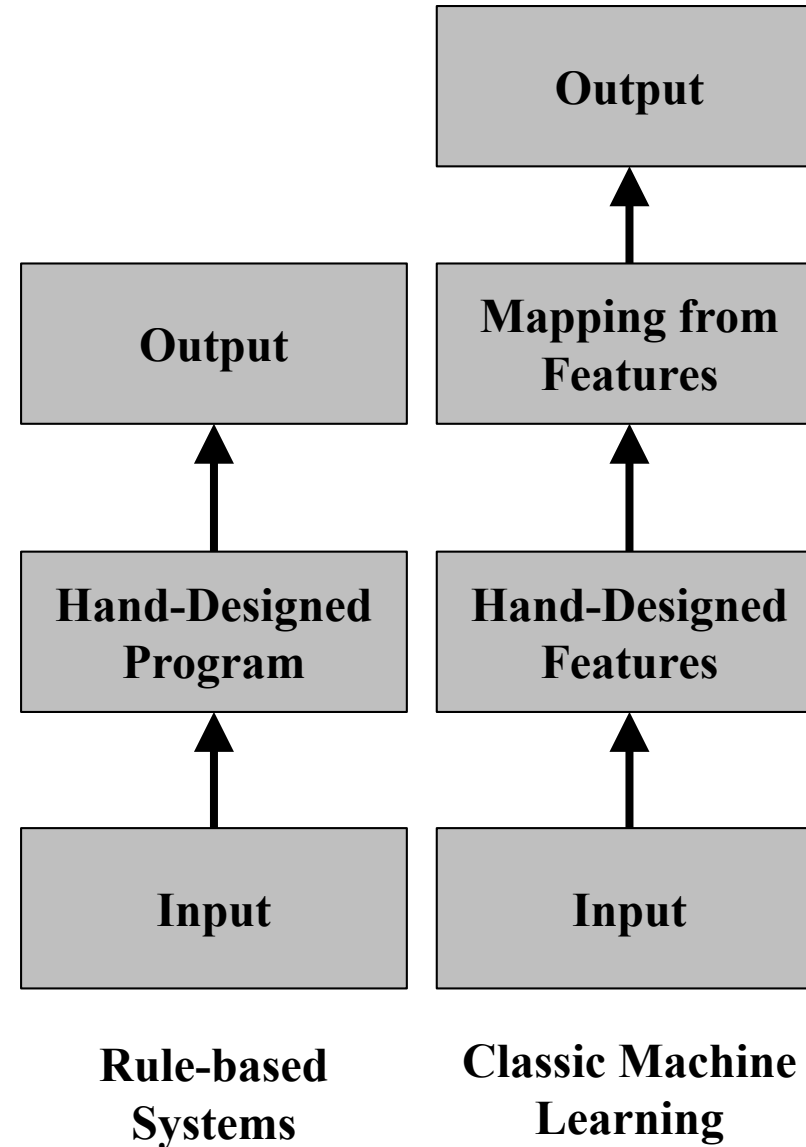 Output
Mapping from
Features
Hand-Designed
Features
Input
Classic Machine
Learning
Output
Hand-Designed
Program
Input
Rule-based
Systems